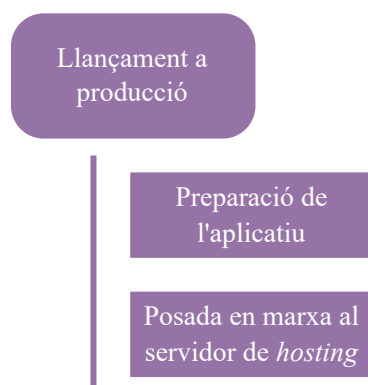 Llançament a
producció
Preparació de
l'aplicatiu
Posada en marxa al
servidor de hosting